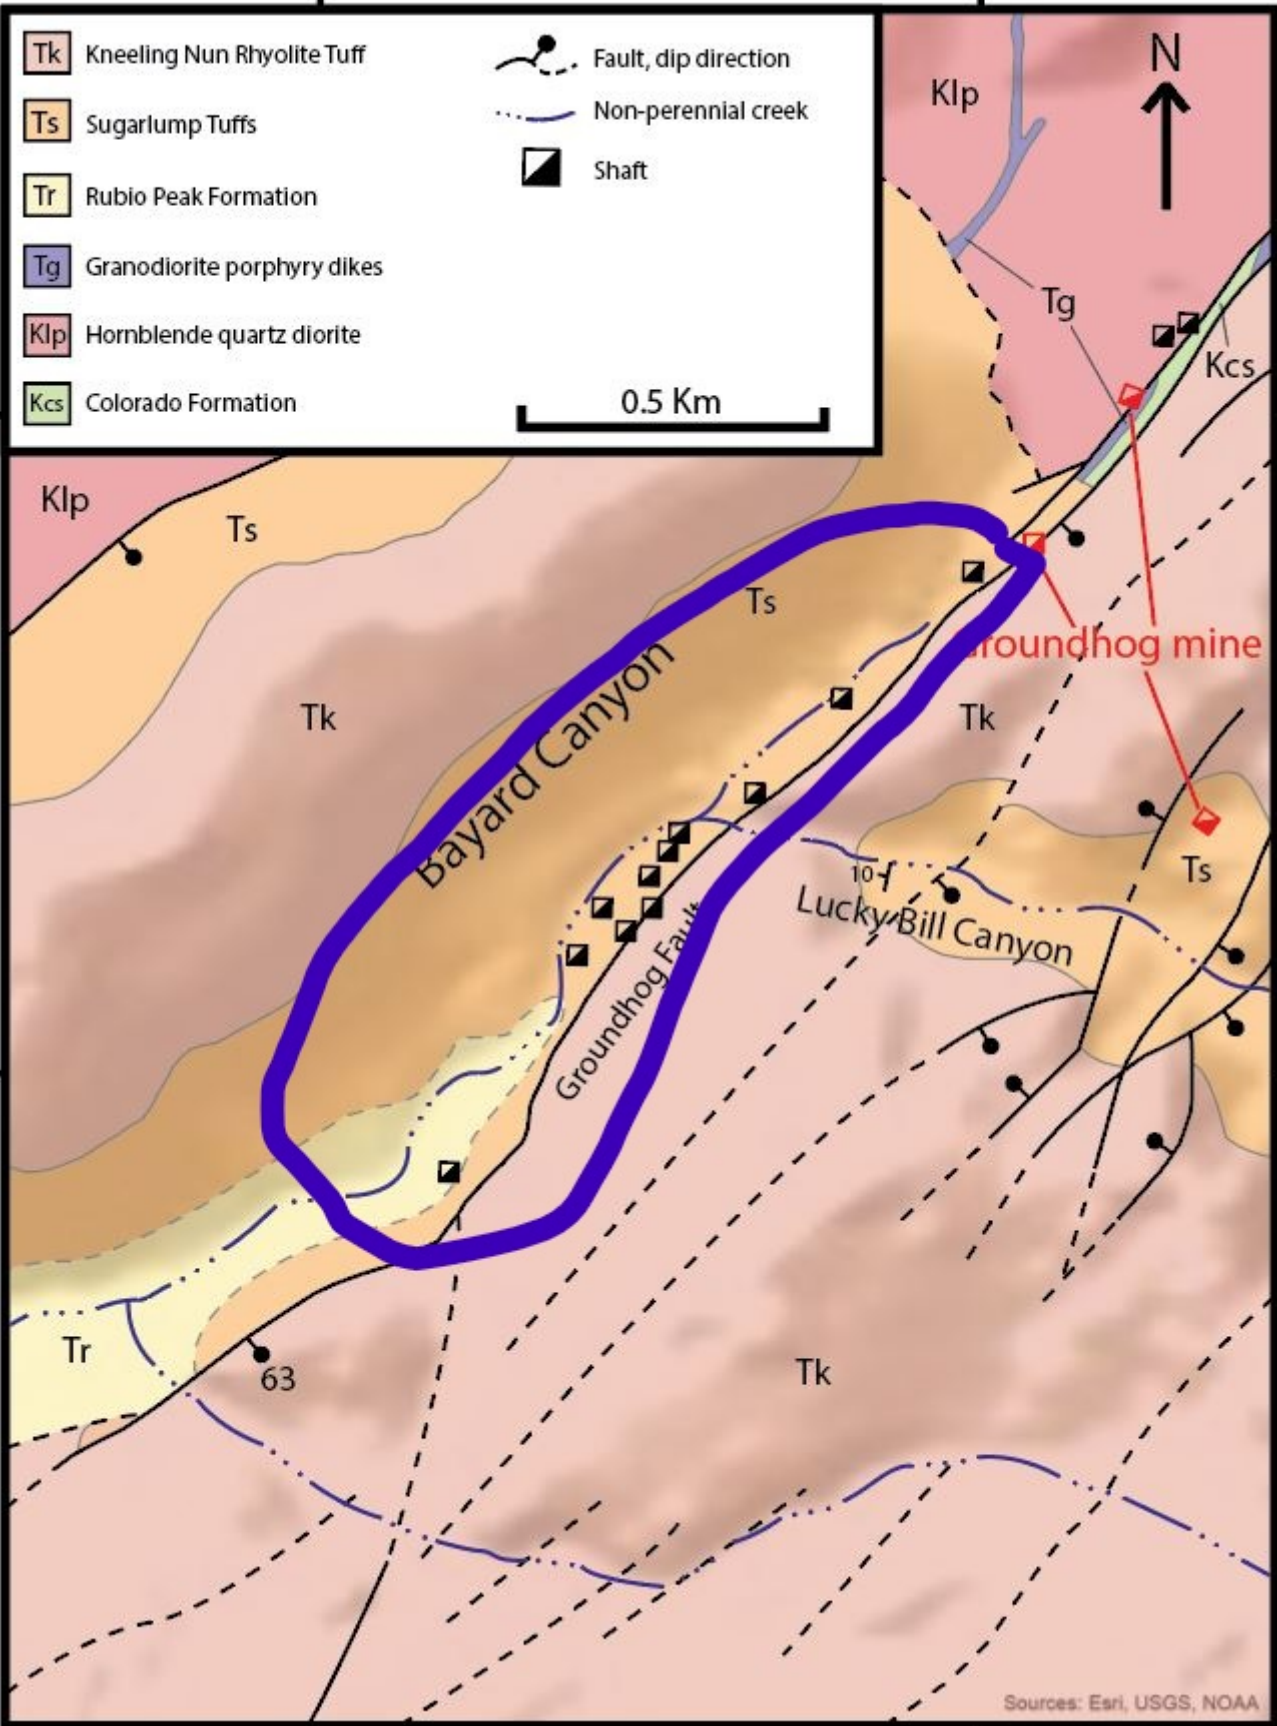 Tk Kneeling Nun Rhyolite Tuff
Ts Sugarlump Tuffs
Tr Rubio Peak Formation
Tg Granodiorite porphyry dikes
Klp Hornblende quartz diorite
Kcs Colorado Formation
Fault, dip direction
Non-perennial creek
Shaft
0.5 Km
N
Klp
Tg
Kcs
Klp
Ts
Ts
Groundhog mine
Tk
Tk
Bayard Canyon
10
Ts
Lucky Bill Canyon
Groundhog Fault
Tr
63
Tk
Sources: Esri, USGS, NOAA